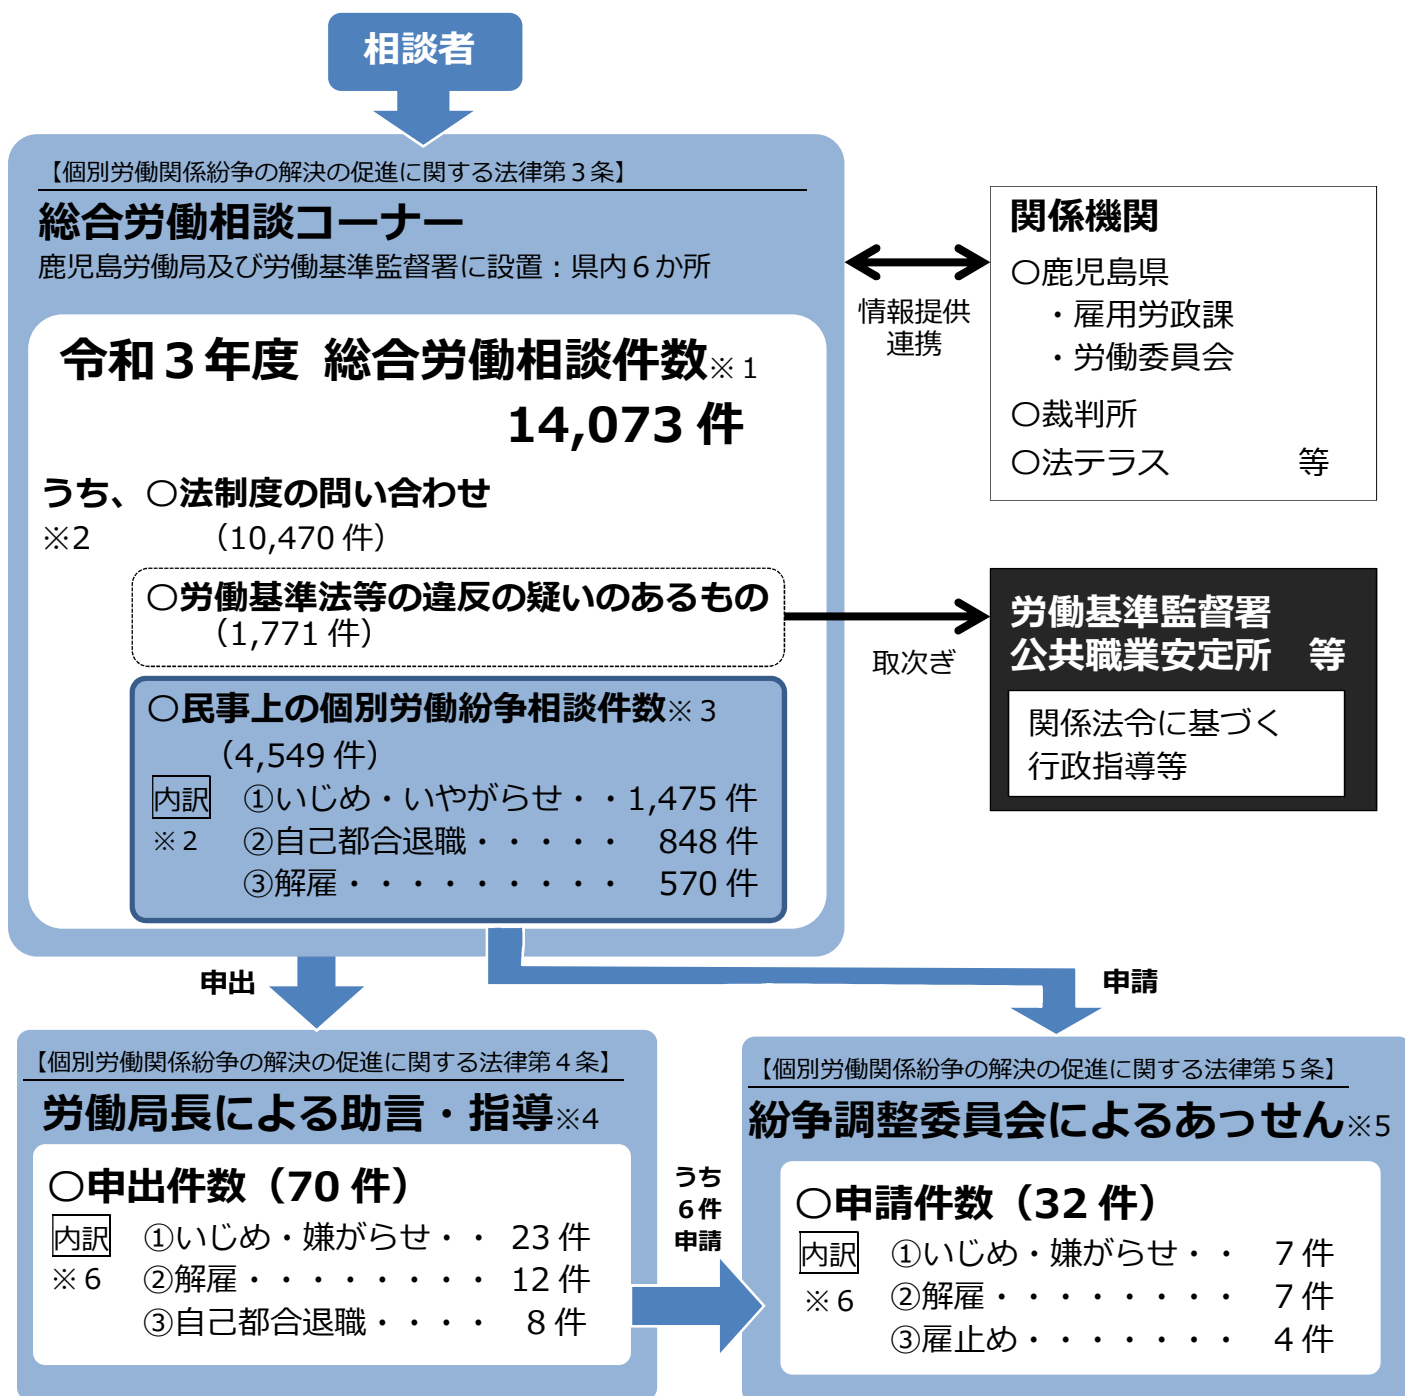 相談者
【個別労働関係紛争の解決の促進に関する法律第３条】
総合労働相談コーナー
鹿児島労働局及び労働基準監督署に設置：県内６か所
令和３年度 総合労働相談件数※１
14,073 件
うち、○法制度の問い合わせ
※2 （10,470 件）
○労働基準法等の違反の疑いのあるもの
（1,771 件）
○民事上の個別労働紛争相談件数※３
（4,549 件）
内訳 ①いじめ・いやがらせ・・1,475 件
※２ ②自己都合退職・・・・・ 848 件
③解雇・・・・・・・・・ 570 件
情報提供
連携
関係機関
○鹿児島県
・雇用労政課
・労働委員会
○裁判所
○法テラス 等
取次ぎ
労働基準監督署
公共職業安定所 等
関係法令に基づく
行政指導等
申出
申請
【個別労働関係紛争の解決の促進に関する法律第４条】
労働局長による助言・指導※4
○申出件数（70 件）
内訳 ①いじめ・嫌がらせ・・ 23 件
※６ ②解雇・・・・・・・・ 12 件
③自己都合退職・・・・ 8 件
うち
６件
申請
【個別労働関係紛争の解決の促進に関する法律第５条】
紛争調整委員会によるあっせん※5
○申請件数（32 件）
内訳 ①いじめ・嫌がらせ・・ 7 件
※６ ②解雇・・・・・・・・ 7 件
③雇止め・・・・・・・ 4 件